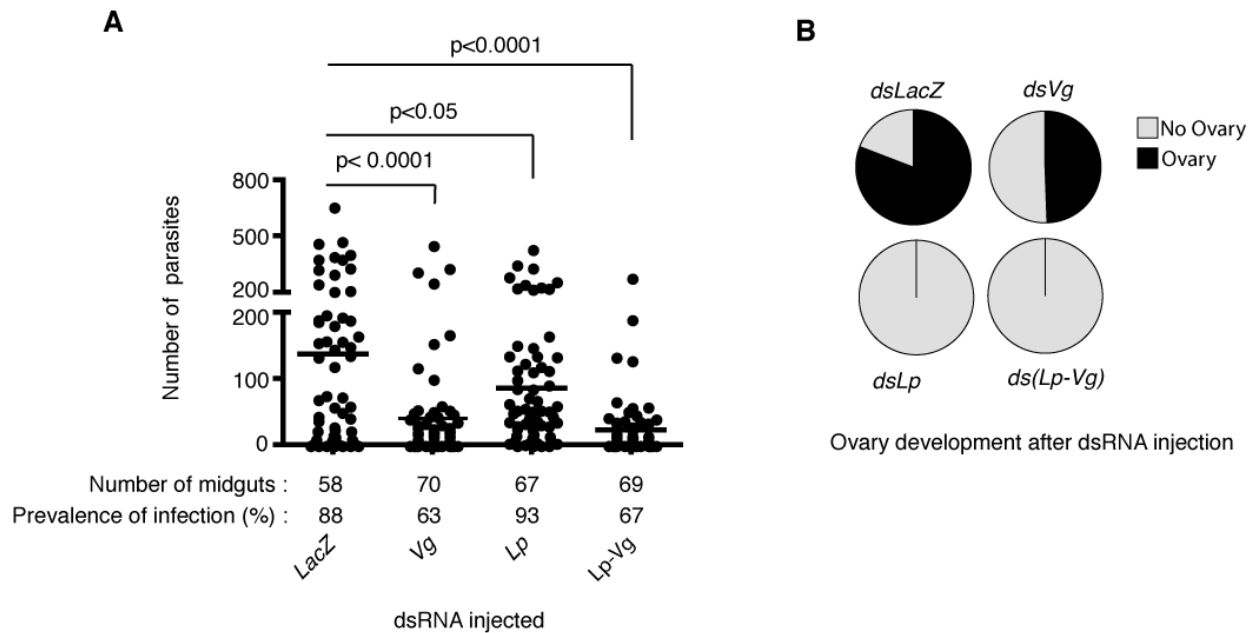 A
p<0.0001
p<0.05
p< 0.0001
Number of parasites
800
500
200
200
100
0
Number of midguts : 58 70 67 69
Prevalence of infection (%) : 88 63 93 67
LacZ Vg Lp Lp-Vg
dsRNA injected
B
dsLacZ dsVg
No Ovary
Ovary
dsLp ds(Lp-Vg)
Ovary development after dsRNA injection